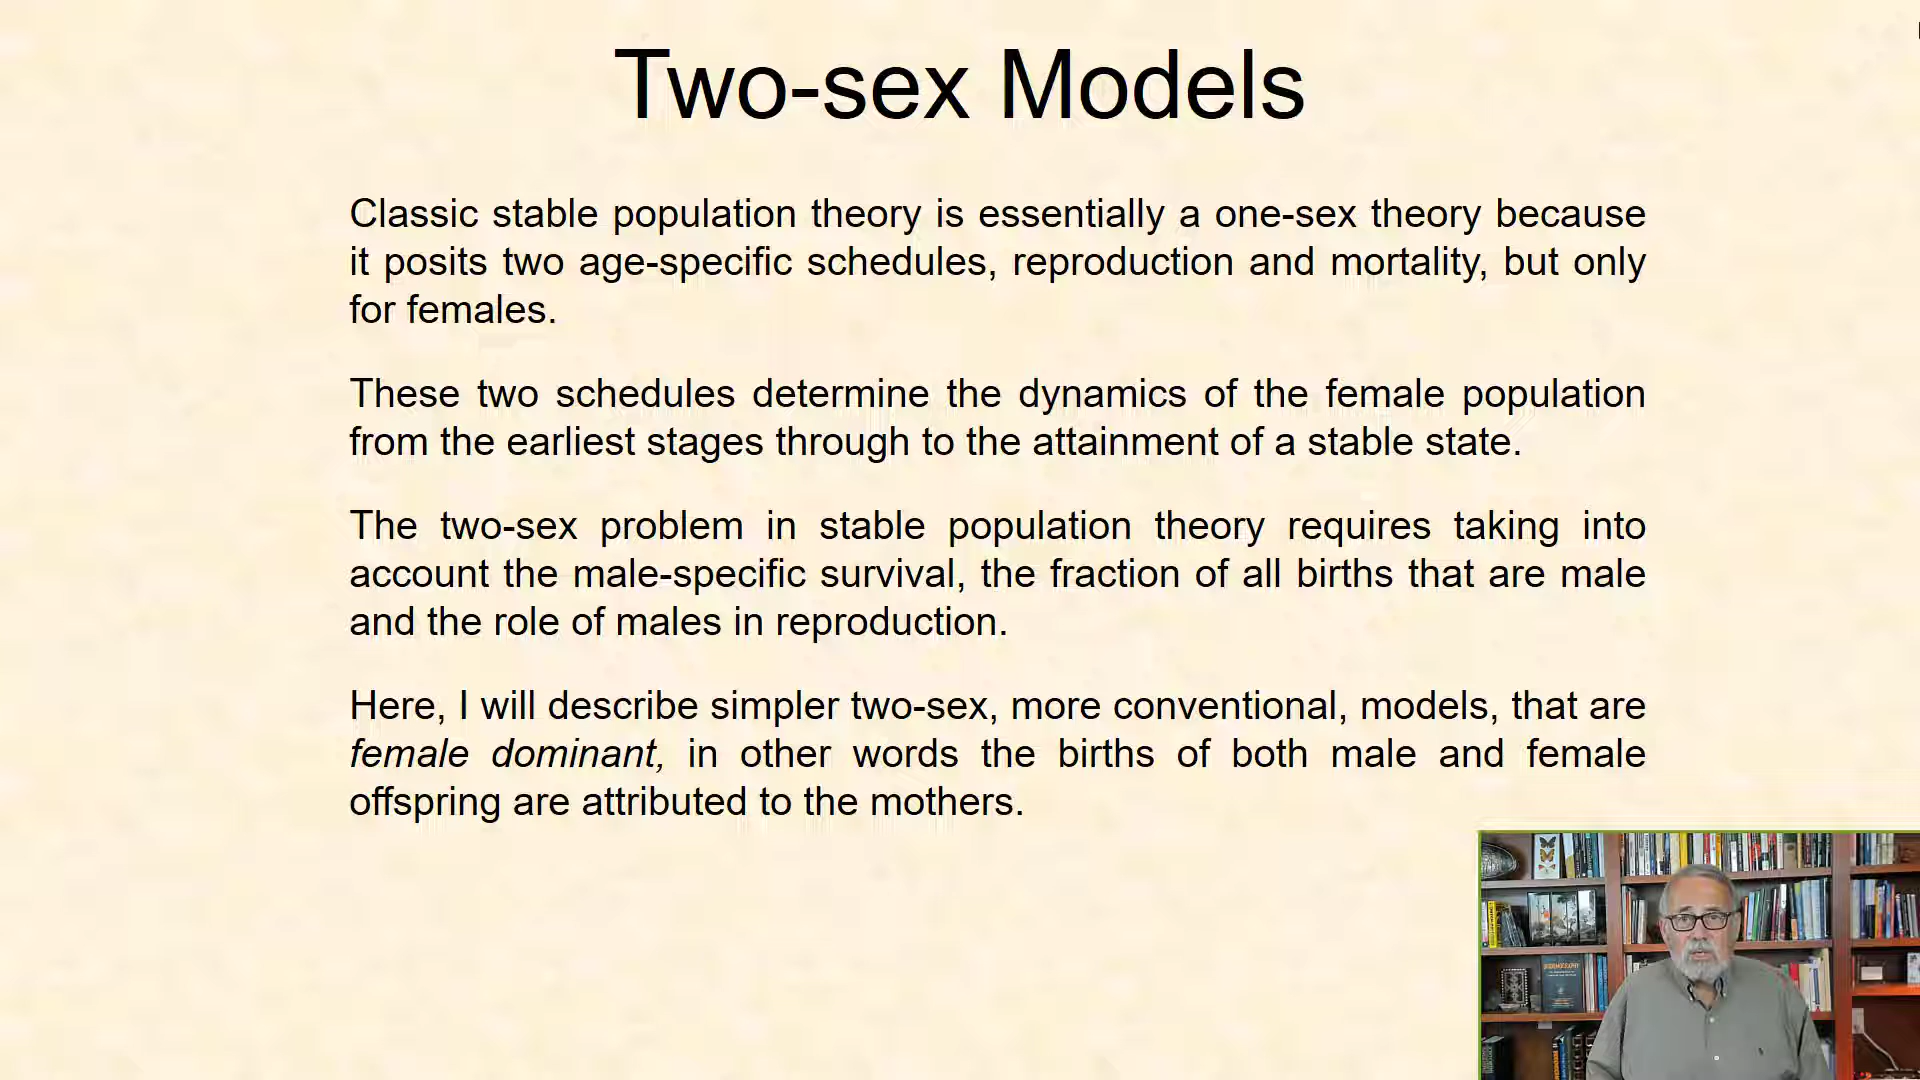 Two-sex Models
Classic stable population theory is essentially a one-sex theory because
it posits two age-specific schedules, reproduction and mortality, but only
for females.
These two schedules determine the dynamics of the female population
from the earliest stages through to the attainment of a stable state.
The two-sex problem in stable population theory requires taking into
account the male-specific survival, the fraction of all births that are male
and the role of males in reproduction.
Here, I will describe simpler two-sex, more conventional, models, that are
female dominant, in other words the births of both male and female
offspring are attributed to the mothers.